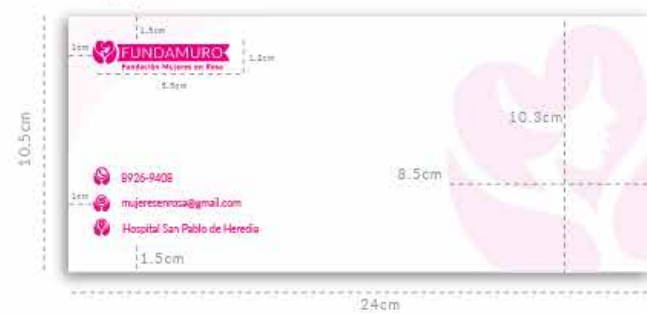 1.5cm
1cm
FUNDAMURO
Fundación Mujeres en Rosa
1.2cm
5.5cm
10.5cm
10.3cm
8926-9408
8.5cm
1cm
mujeresenrosa@gmail.com
Hospital San Pablo de Heredia
1.5cm
24cm